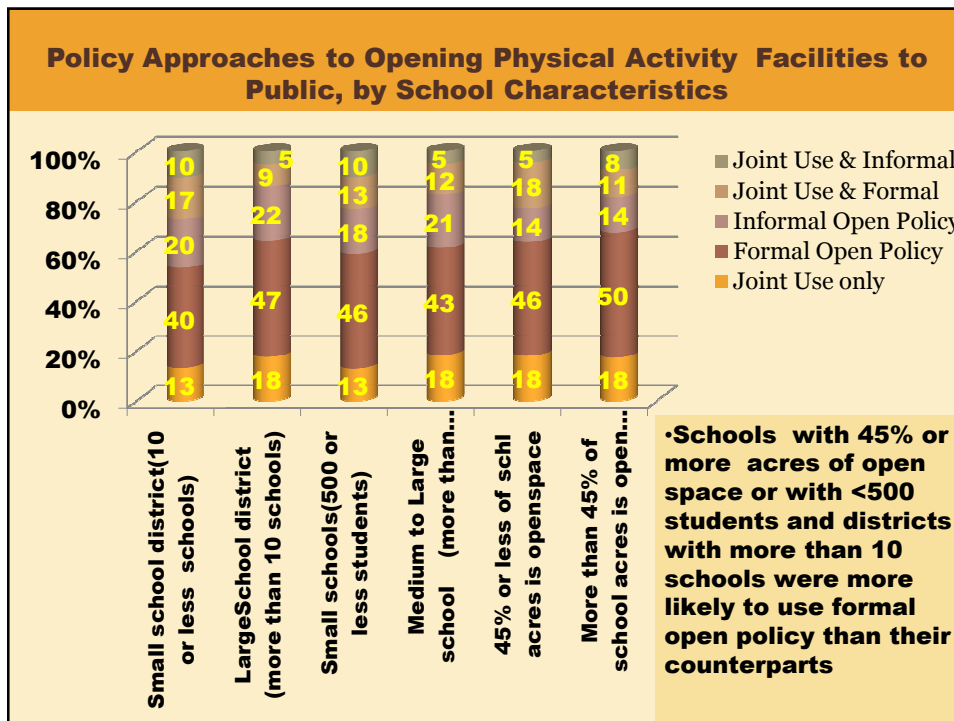 Policy Approaches to Opening Physical Activity Facilities to
Public, by School Characteristics
100%
80%
60%
40%
20%
0%
10
17
20
40
13
5
9
22
47
18
10
13
18
46
13
5
12
21
43
18
5
18
14
46
18
8
11
14
50
18
Joint Use & Informal
Joint Use & Formal
Informal Open Policy
Formal Open Policy
Joint Use only
Small school district(10
or less schools)
LargeSchool district
(more than 10 schools)
Small schools(500 or
less students)
Medium to Large
school (more than...
45% or less of schl
acres is openspace
More than 45% of
school acres is open...
•Schools with 45% or
more acres of open
space or with <500
students and districts
with more than 10
schools were more
likely to use formal
open policy than their
counterparts